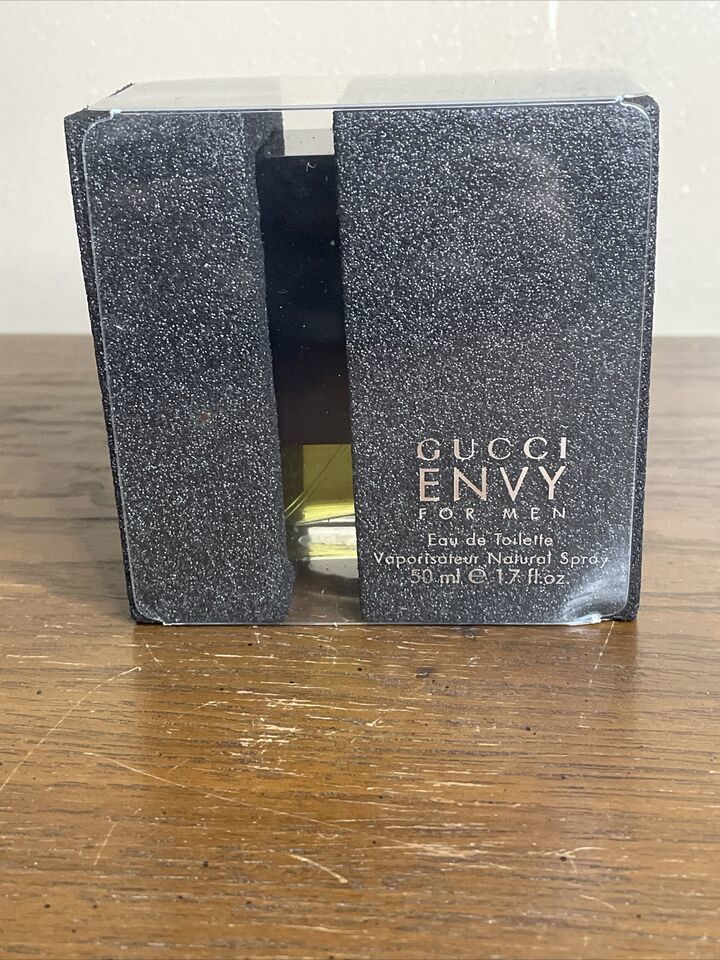 GUCCI
ENVY
FOR MEN
Eau de Toilette
Vaporisateur Natural Spray
50 ml ℮ 1.7 fl.oz.